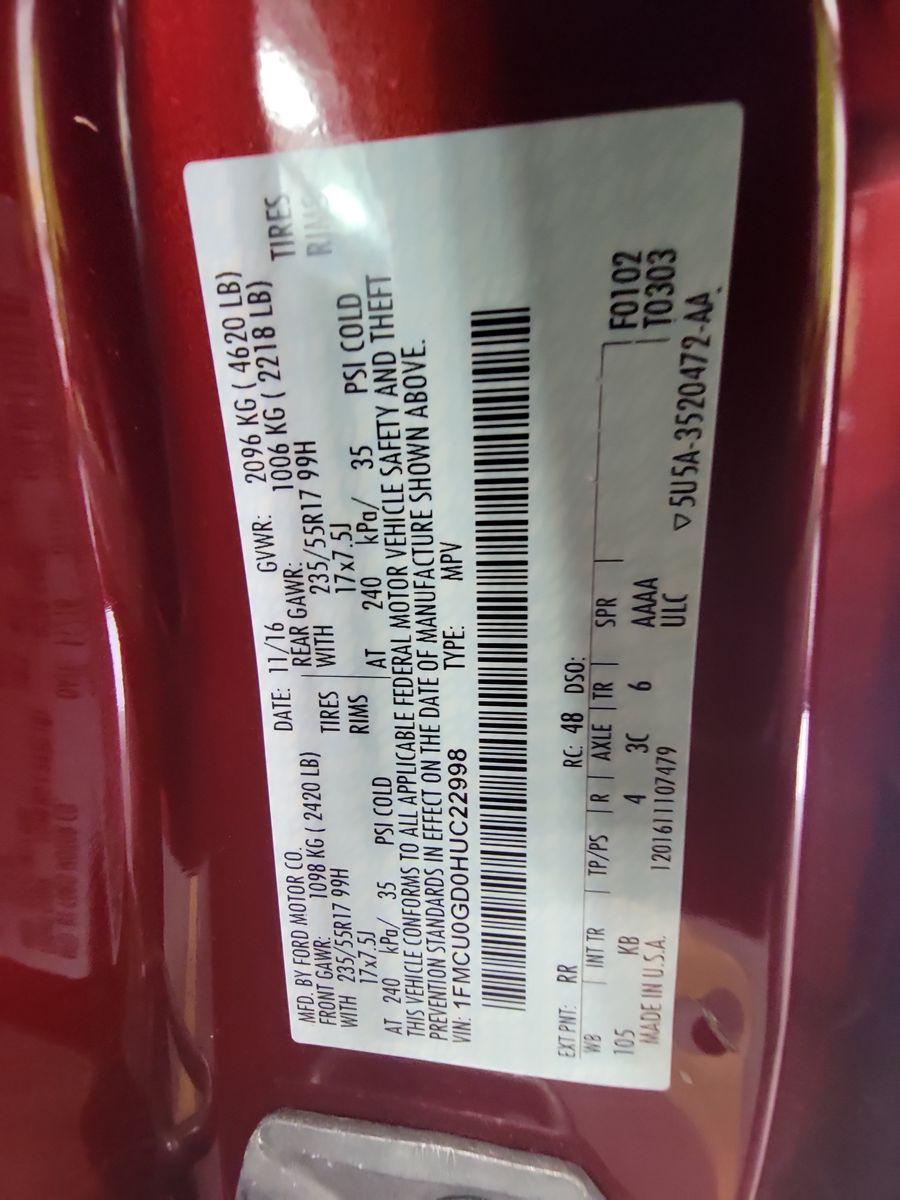 MFD. BY FORD MOTOR CO. DATE: 11/16 GVWR: 2096 KG ( 4620 LB)
FRONT GAWR: 1098 KG ( 2420 LB) REAR GAWR: 1006 KG ( 2218 LB)
WITH 235/55R17 99H TIRES WITH 235/55R17 99H TIRES
17x7.5J RIMS 17x7.5J RIMS
AT 240 kPa/ 35 PSI COLD AT 240 kPa/ 35 PSI COLD
THIS VEHICLE CONFORMS TO ALL APPLICABLE FEDERAL MOTOR VEHICLE SAFETY AND THEFT
PREVENTION STANDARDS IN EFFECT ON THE DATE OF MANUFACTURE SHOWN ABOVE.
VIN: 1FMCU0GD0HUC22998 TYPE: MPV
EXT PNT: RR RC: 48 DSO:
WB INT TR TP/PS R AXLE TR SPR F0102
105 KB 4 3C 6 AAAA T0303
MADE IN U.S.A. 1201611107479 ULC
▽5U5A-3520472-AA